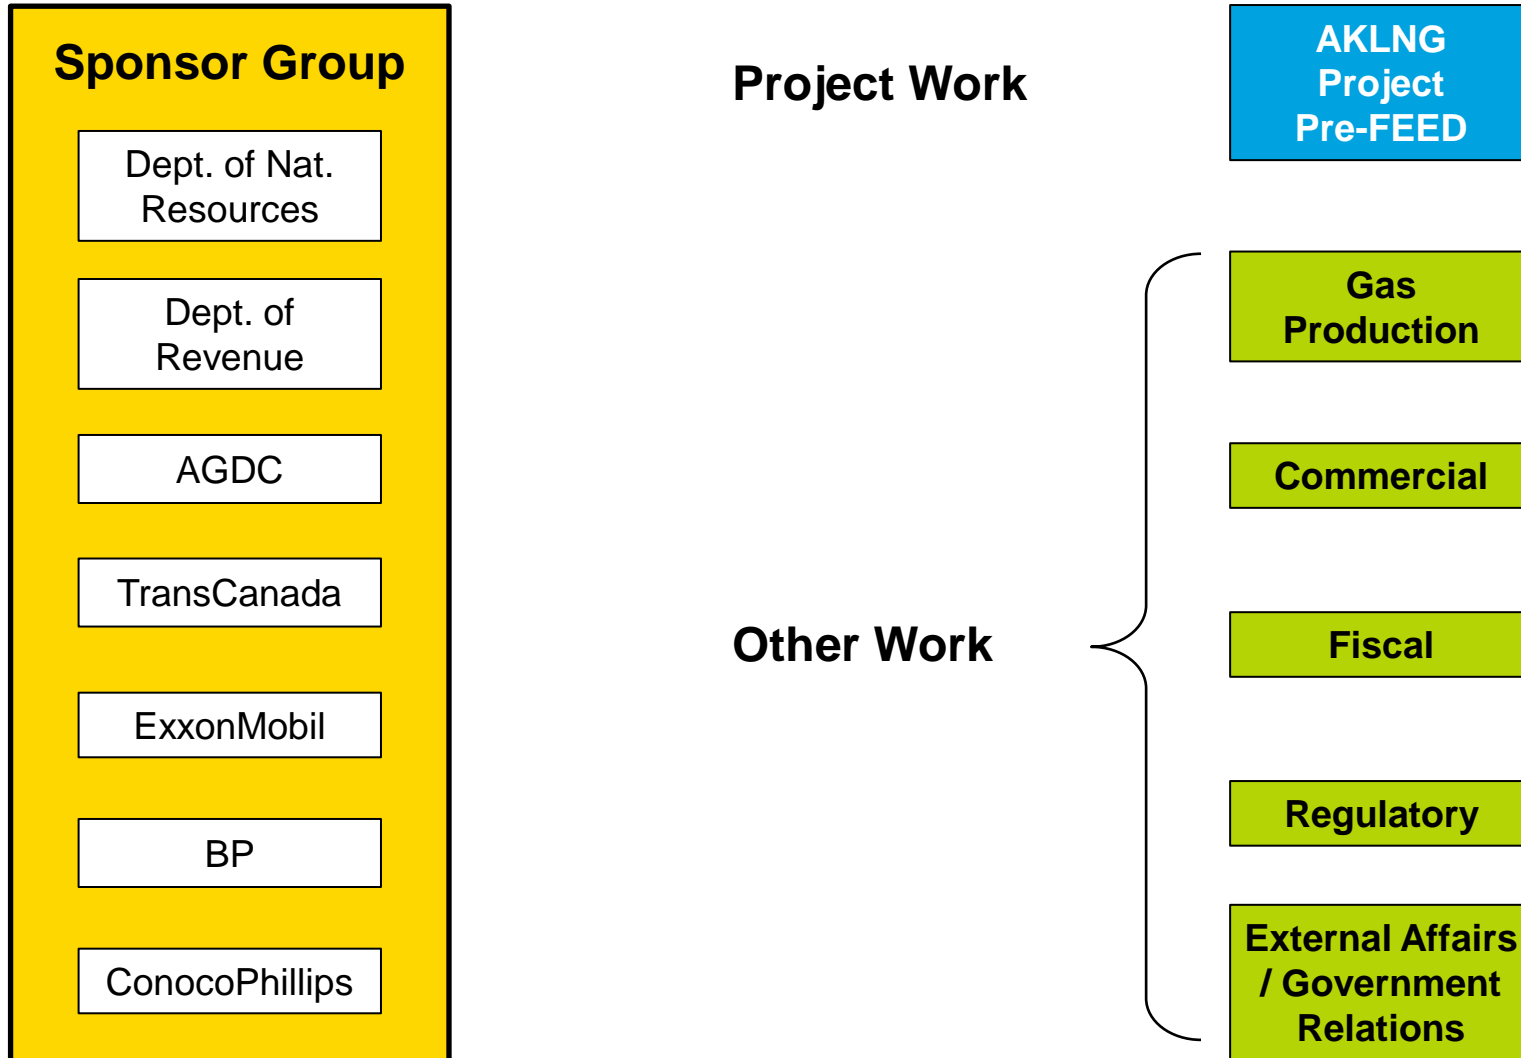 Sponsor Group
Dept. of Nat.
Resources
Dept. of
Revenue
AGDC
TransCanada
ExxonMobil
BP
ConocoPhillips
Project Work
Other Work
AKLNG
Project
Pre-FEED
Gas
Production
Commercial
Fiscal
Regulatory
External Affairs
/ Government
Relations